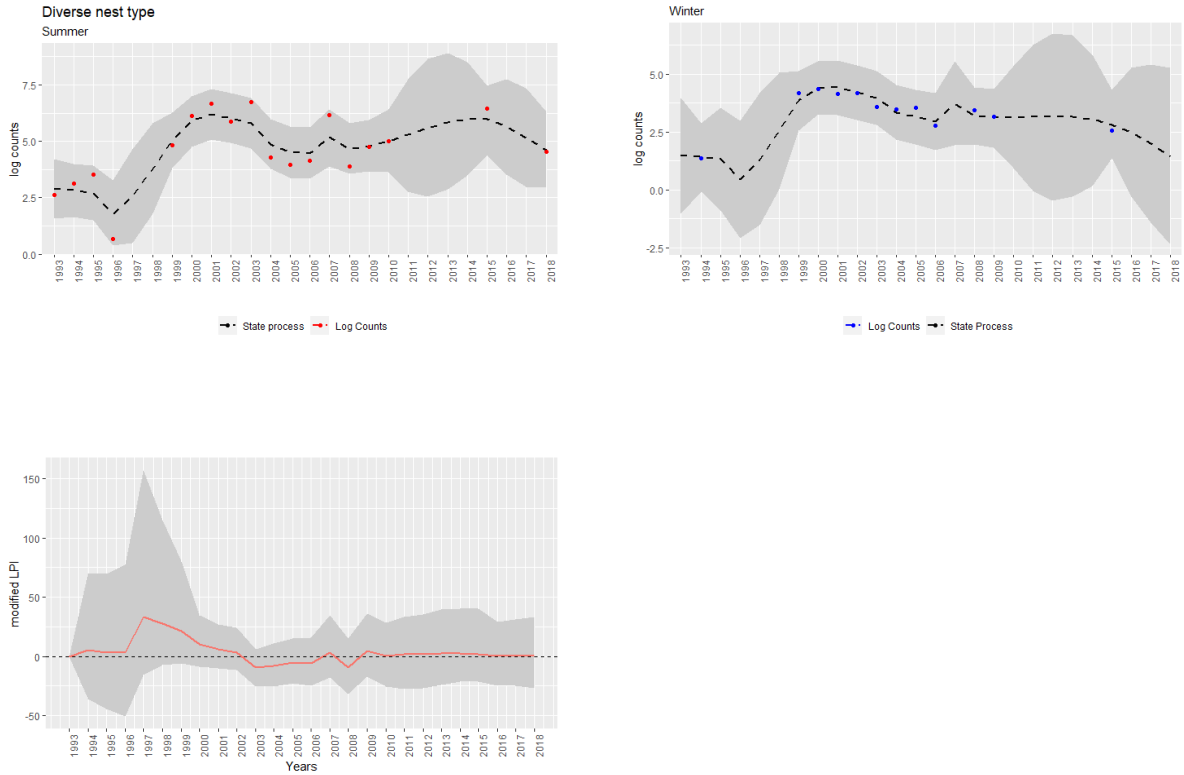 Diverse nest type
Summer
log counts
7.5
5.0
2.5
0.0
1993 1994 1995 1996 1997 1998 1999 2000 2001 2002 2003 2004 2005 2006 2007 2008 2009 2010 2011 2012 2013 2014 2015 2016 2017 2018
State process Log Counts
Winter
log counts
5.0
2.5
0.0
-2.5
1993 1994 1995 1996 1997 1998 1999 2000 2001 2002 2003 2004 2005 2006 2007 2008 2009 2010 2011 2012 2013 2014 2015 2016 2017 2018
Log Counts State Process
modified LPI
150
100
50
0
-50
1993 1994 1995 1996 1997 1998 1999 2000 2001 2002 2003 2004 2005 2006 2007 2008 2009 2010 2011 2012 2013 2014 2015 2016 2017 2018
Years